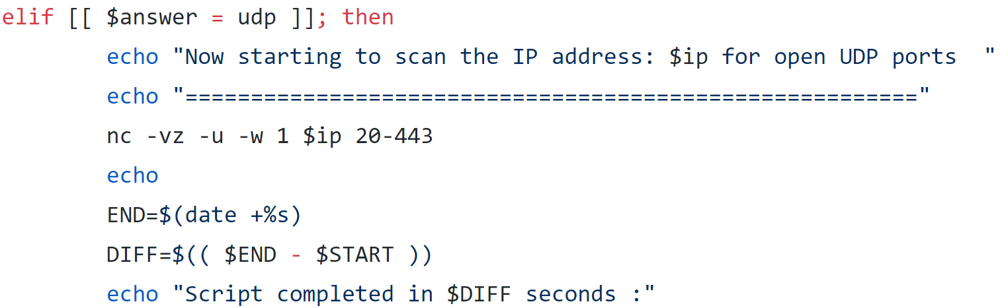 elif [[ $answer = udp ]]; then
echo "Now starting to scan the IP address: $ip for open UDP ports  "
echo "========================================================"
nc -vz -u -w 1 $ip 20-443
echo
END=$(date +%s)
DIFF=$(( $END - $START ))
echo "Script completed in $DIFF seconds :"